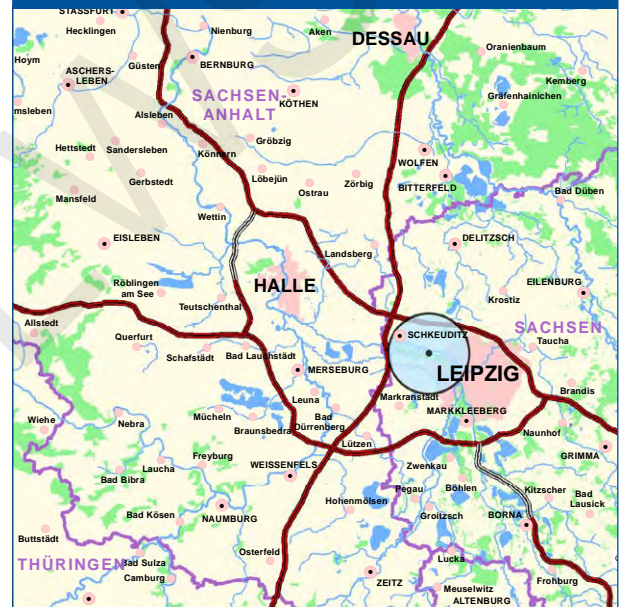 STASSFURT
Hecklingen
Nienburg
Aken
DESSAU
Oranienbaum
Hoym
ASCHERS-
LEBEN
Güsten
BERNBURG
Kemberg
Gräfenhainichen
SACHSEN-
ANHALT
KÖTHEN
Alsleben
Hettstedt
Sandersleben
Könnern
Gröbzig
WOLFEN
Gerbstedt
Löbejün
Ostrau
Zörbig
BITTERFELD
Bad Düben
Mansfeld
Wettin
EISLEBEN
DELITZSCH
Landsberg
HALLE
Röblingen
am See
EILENBURG
Krostiz
Teutschenthal
Allstedt
SACHSEN
SCHKEUDITZ
Querfurt
Taucha
Schafstädt
Bad Lauchstädt
MERSEBURG
LEIPZIG
Brandis
Leuna
Markranstädt
Wiehe
Nebra
Mücheln
Bad
Dürrenberg
MARKKLEEBERG
Braunsbedra
Lützen
Naunhof
GRIMMA
Freyburg
Laucha
WEISSENFELS
Zwenkau
Bad Bibra
Pegau
Böhlen
Kitzscher
Bad
Lausick
Hohenmölsen
NAUMBURG
Bad Kösen
Groitzsch
BORNA
Buttstädt
Osterfeld
Lucka
THÜRINGEN
Bad Sulza
Camburg
ZEITZ
Frohburg
Meuselwitz
ALTENBURG